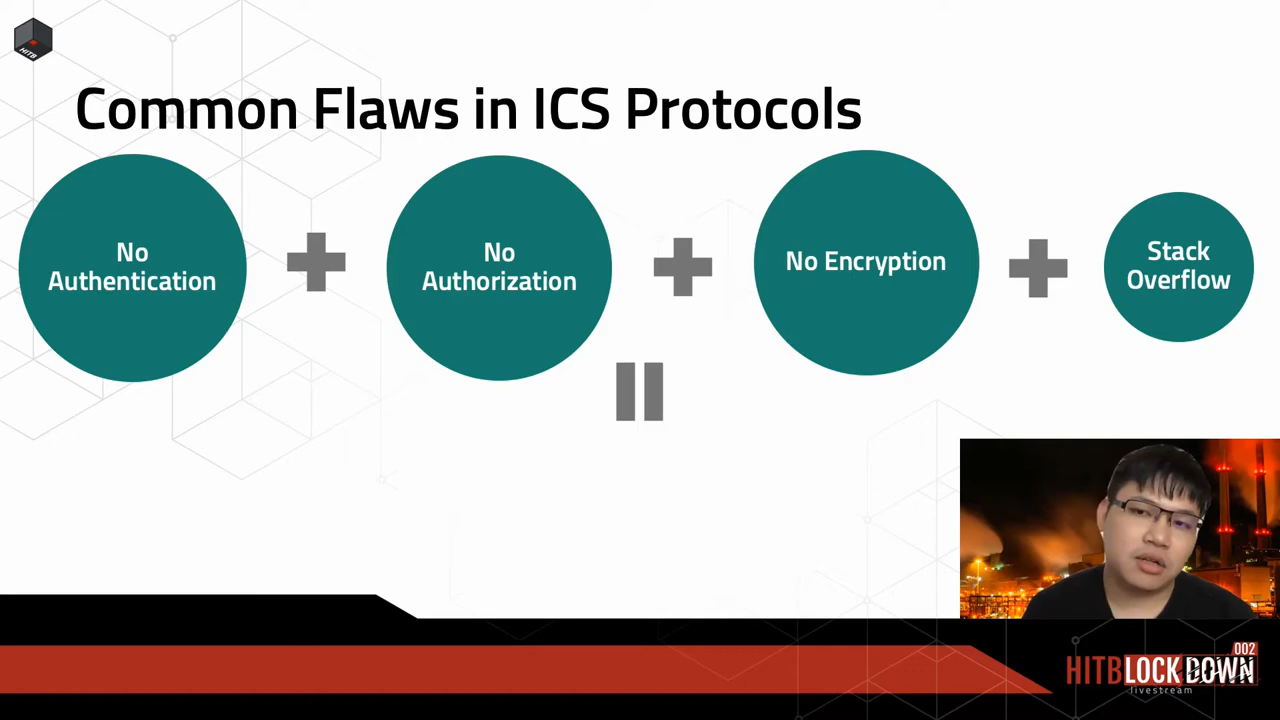 HITB
Common Flaws in ICS Protocols
No
Authentication
No
Authorization
No Encryption
Stack
Overflow
002
HITBLOCKDOWN
livestream